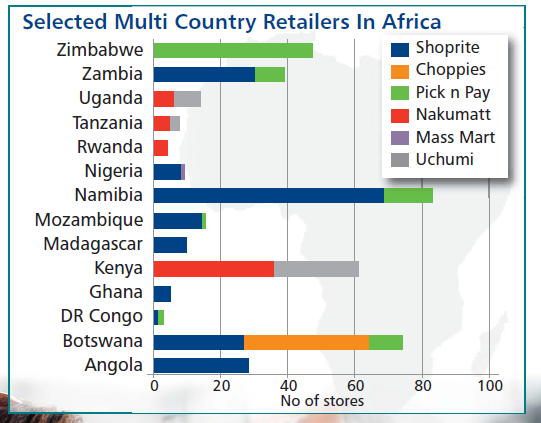 Selected Multi Country Retailers In Africa
Zimbabwe
Zambia
Uganda
Tanzania
Rwanda
Nigeria
Namibia
Mozambique
Madagascar
Kenya
Ghana
DR Congo
Botswana
Angola
Shoprite
Choppies
Pick n Pay
Nakumatt
Mass Mart
Uchumi
0 20 40 60 80 100
No of stores